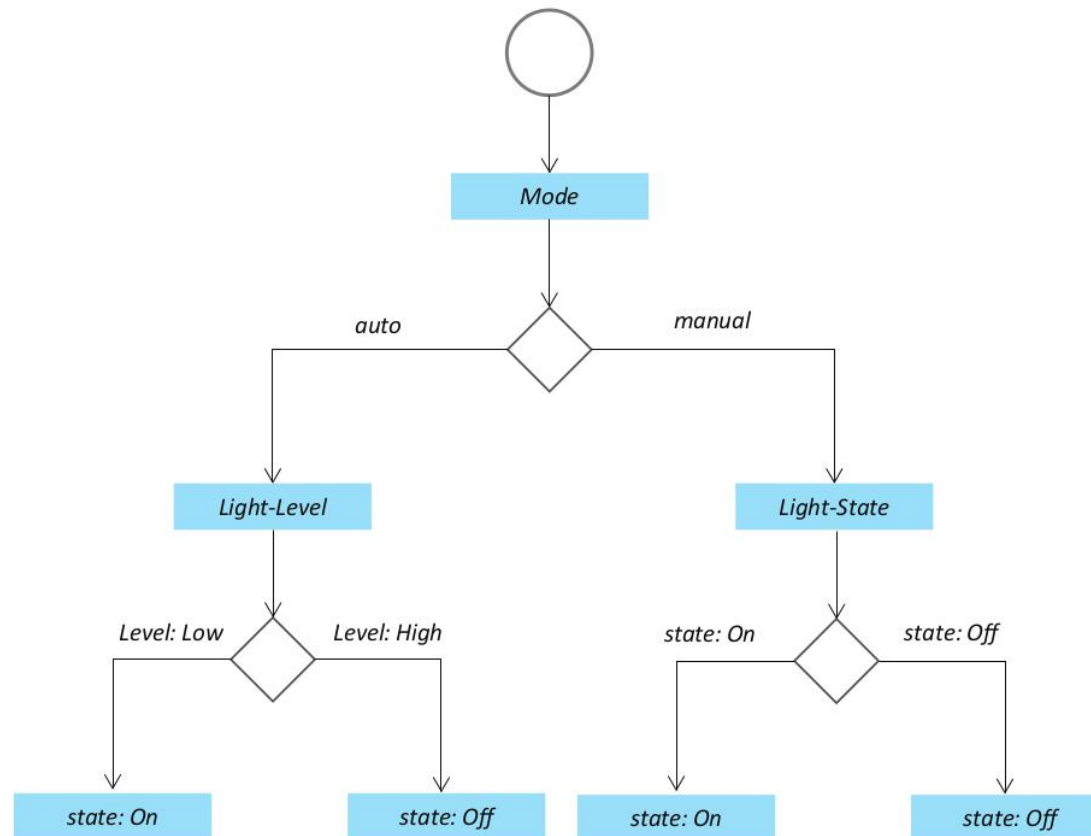 Mode
auto
manual
Light-Level
Light-State
Level: Low
Level: High
state: On
state: Off
state: On
state: Off
state: On
state: Off